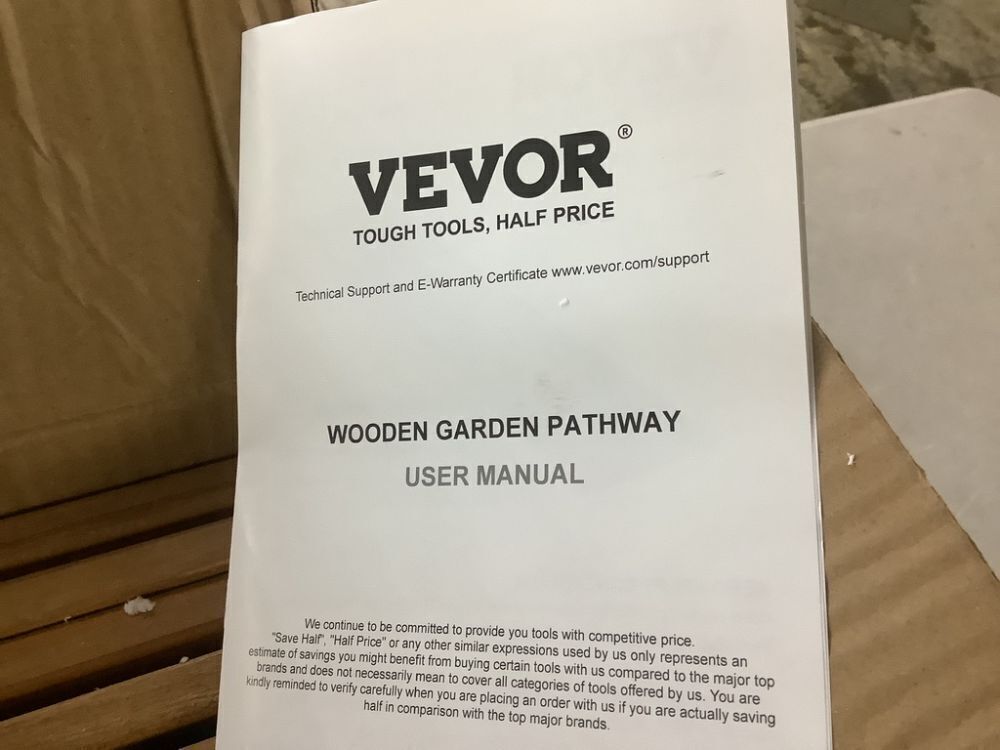 VEVOR®
TOUGH TOOLS, HALF PRICE
Technical Support and E-Warranty Certificate www.vevor.com/support
WOODEN GARDEN PATHWAY
USER MANUAL
We continue to be committed to provide you tools with competitive price.
"Save Half", "Half Price" or any other similar expressions used by us only represents an
estimate of savings you might benefit from buying certain tools with us compared to the major top
brands and does not necessarily mean to cover all categories of tools offered by us. You are
kindly reminded to verify carefully when you are placing an order with us if you are actually saving
half in comparison with the top major brands.